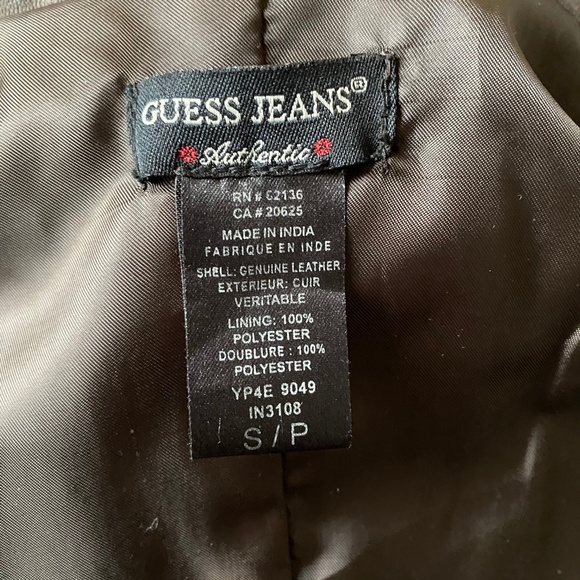 GUESS JEANS®
Authentic
RN # 62136
CA # 20625
MADE IN INDIA
FABRIQUE EN INDE
SHELL: GENUINE LEATHER
EXTERIEUR: CUIR
VERITABLE
LINING: 100%
POLYESTER
DOUBLURE : 100%
POLYESTER
YP4E 9049
IN3108
S / P